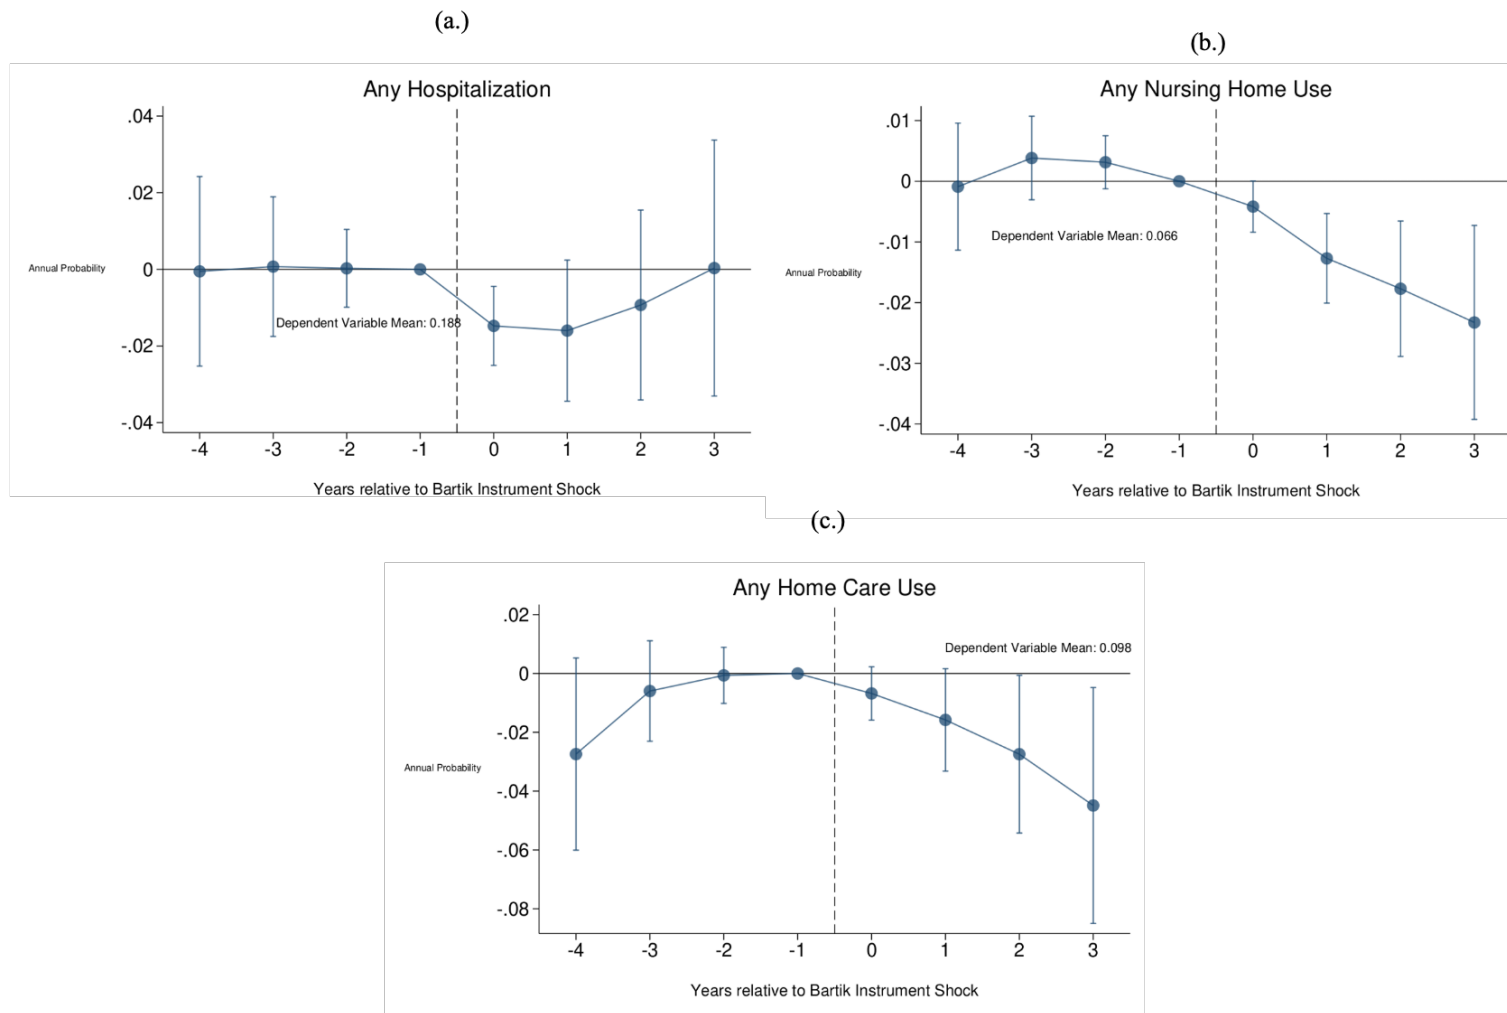 (a.)
Any Hospitalization
.04
.02
0
-.02
-.04
Annual Probability
Dependent Variable Mean: 0.188
-4 -3 -2 -1 0 1 2 3
Years relative to Bartik Instrument Shock
(b.)
Any Nursing Home Use
.01
0
-.01
-.02
-.03
-.04
Annual Probability
Dependent Variable Mean: 0.066
-4 -3 -2 -1 0 1 2 3
Years relative to Bartik Instrument Shock
(c.)
Any Home Care Use
.02
0
-.02
-.04
-.06
-.08
Annual Probability
Dependent Variable Mean: 0.098
-4 -3 -2 -1 0 1 2 3
Years relative to Bartik Instrument Shock